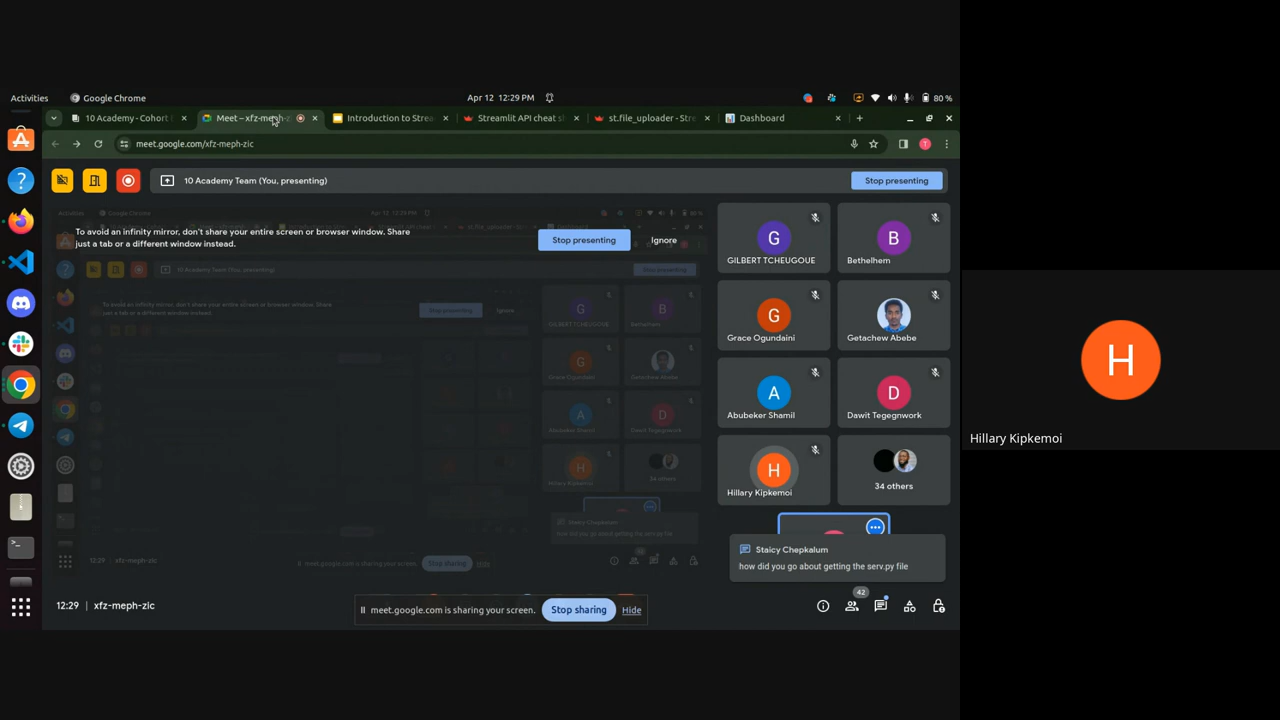 Activities
Google Chrome
Apr 12 12:29 PM
80 %
10 Academy - Cohort
Meet – xfz-meph-z
Introduction to Strea
Streamlit API cheat s
st.file_uploader - Stre
Dashboard
meet.google.com/xfz-meph-zic
T
10 Academy Team (You, presenting)
Stop presenting
To avoid an infinity mirror, don't share your entire screen or browser window. Share
just a tab or a different window instead.
Stop presenting
Ignore
G
GILBERT TCHEUGOUE
B
Bethelhem
G
Grace Ogundaini
Getachew Abebe
A
Abubeker Shamil
D
Dawit Tegegnwork
H
Hillary Kipkemoi
34 others
Staicy Chepkalum
how did you go about getting the serv.py file
12:29 | xfz-meph-zic
meet.google.com is sharing your screen.
Stop sharing
Hide
42
H
Hillary Kipkemoi